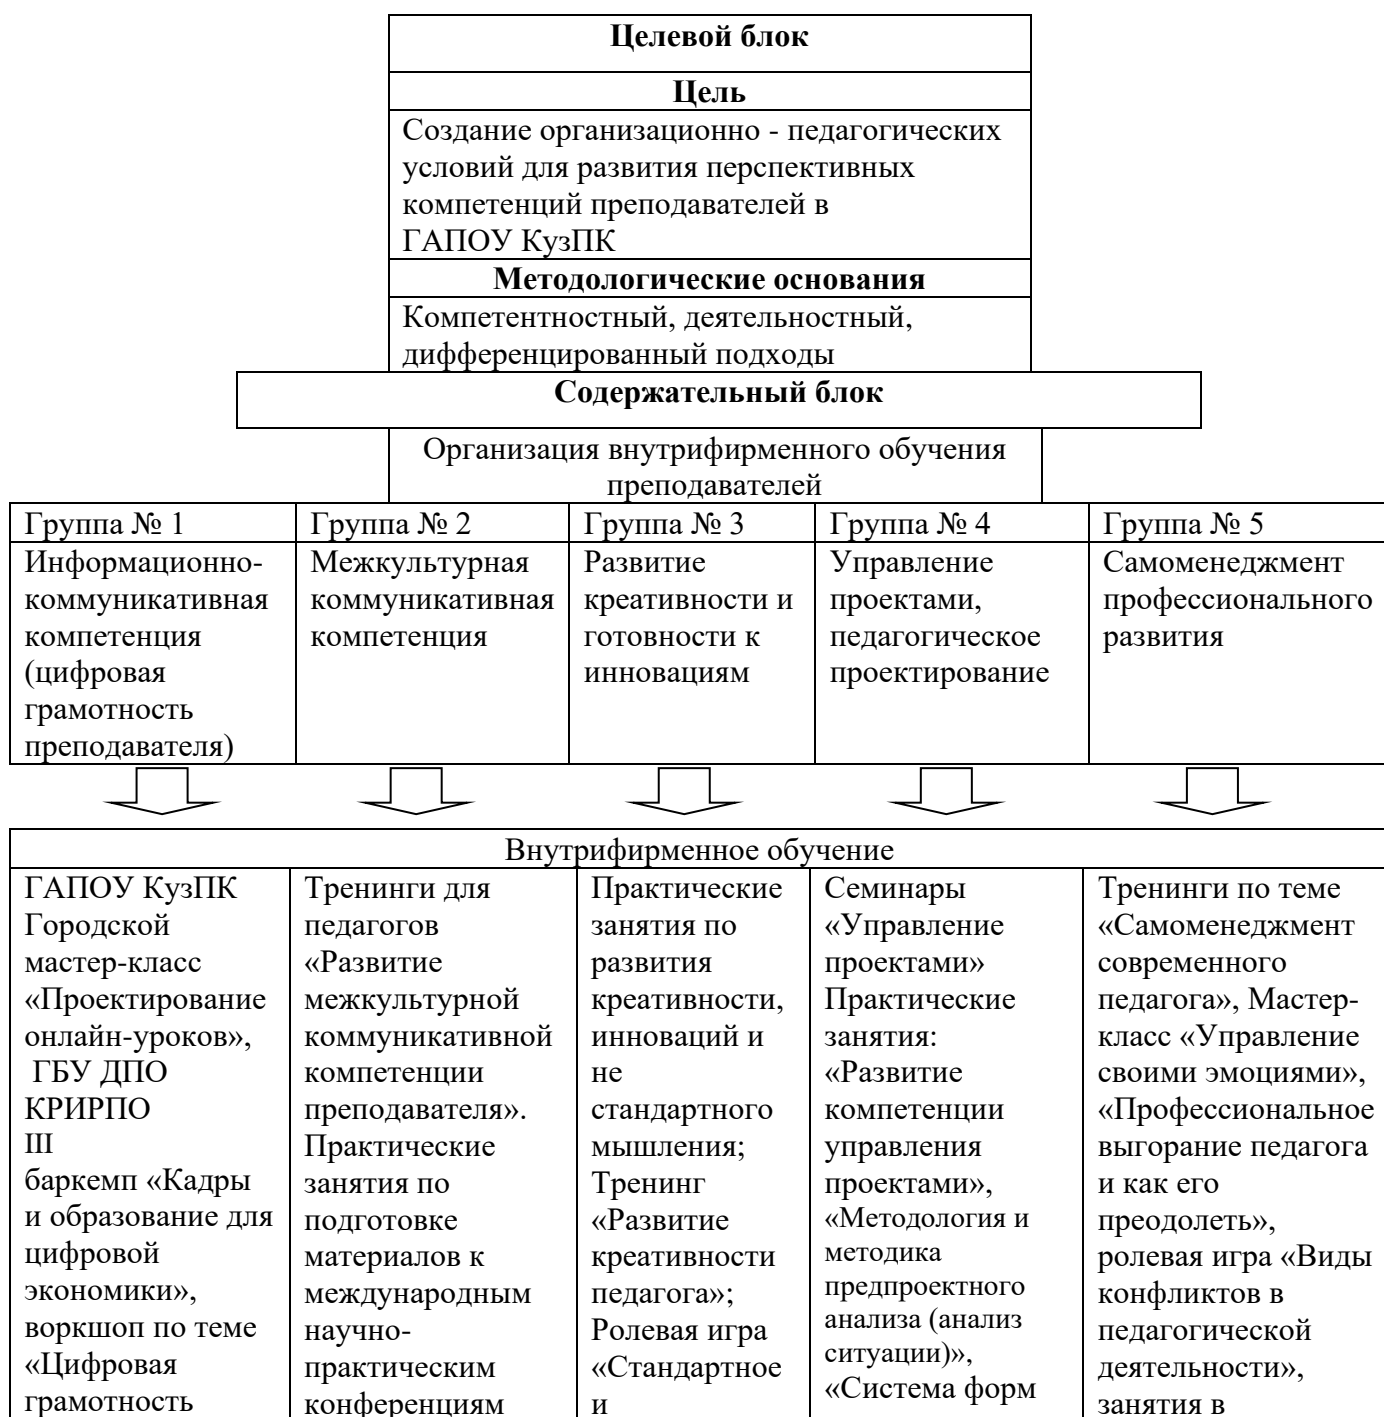 Целевой блок
Цель
Создание организационно - педагогических
условий для развития перспективных
компетенций преподавателей в
ГАПОУ КузПК
Методологические основания
Компетентностный, деятельностный,
дифференцированный подходы
Содержательный блок
Организация внутрифирменного обучения
преподавателей
Группа № 1
Информационно-
коммуникативная
компетенция
(цифровая
грамотность
преподавателя)
Группа № 2
Межкультурная
коммуникативная
компетенция
Группа № 3
Развитие
креативности и
готовности к
инновациям
Группа № 4
Управление
проектами,
педагогическое
проектирование
Группа № 5
Самоменеджмент
профессионального
развития
Внутрифирменное обучение
ГАПОУ КузПК
Городской
мастер-класс
«Проектирование
онлайн-уроков»,
ГБУ ДПО
КРИРПО
III
баркемп «Кадры
и образование для
цифровой
экономики»,
воркшоп по теме
«Цифровая
грамотность
Тренинги для
педагогов
«Развитие
межкультурной
коммуникативной
компетенции
преподавателя».
Практические
занятия по
подготовке
материалов к
международным
научно-
практическим
конференциям
Практические
занятия по
развития
креативности,
инноваций и
не
стандартного
мышления;
Тренинг
«Развитие
креативности
педагога»;
Ролевая игра
«Стандартное
и
Семинары
«Управление
проектами»
Практические
занятия:
«Развитие
компетенции
управления
проектами»,
«Методология и
методика
предпроектного
анализа (анализ
ситуации)»,
«Система форм
Тренинги по теме
«Самоменеджмент
современного
педагога», Мастер-
класс «Управление
своими эмоциями»,
«Профессиональное
выгорание педагога
и как его
преодолеть»,
ролевая игра «Виды
конфликтов в
педагогической
деятельности»,
занятия в